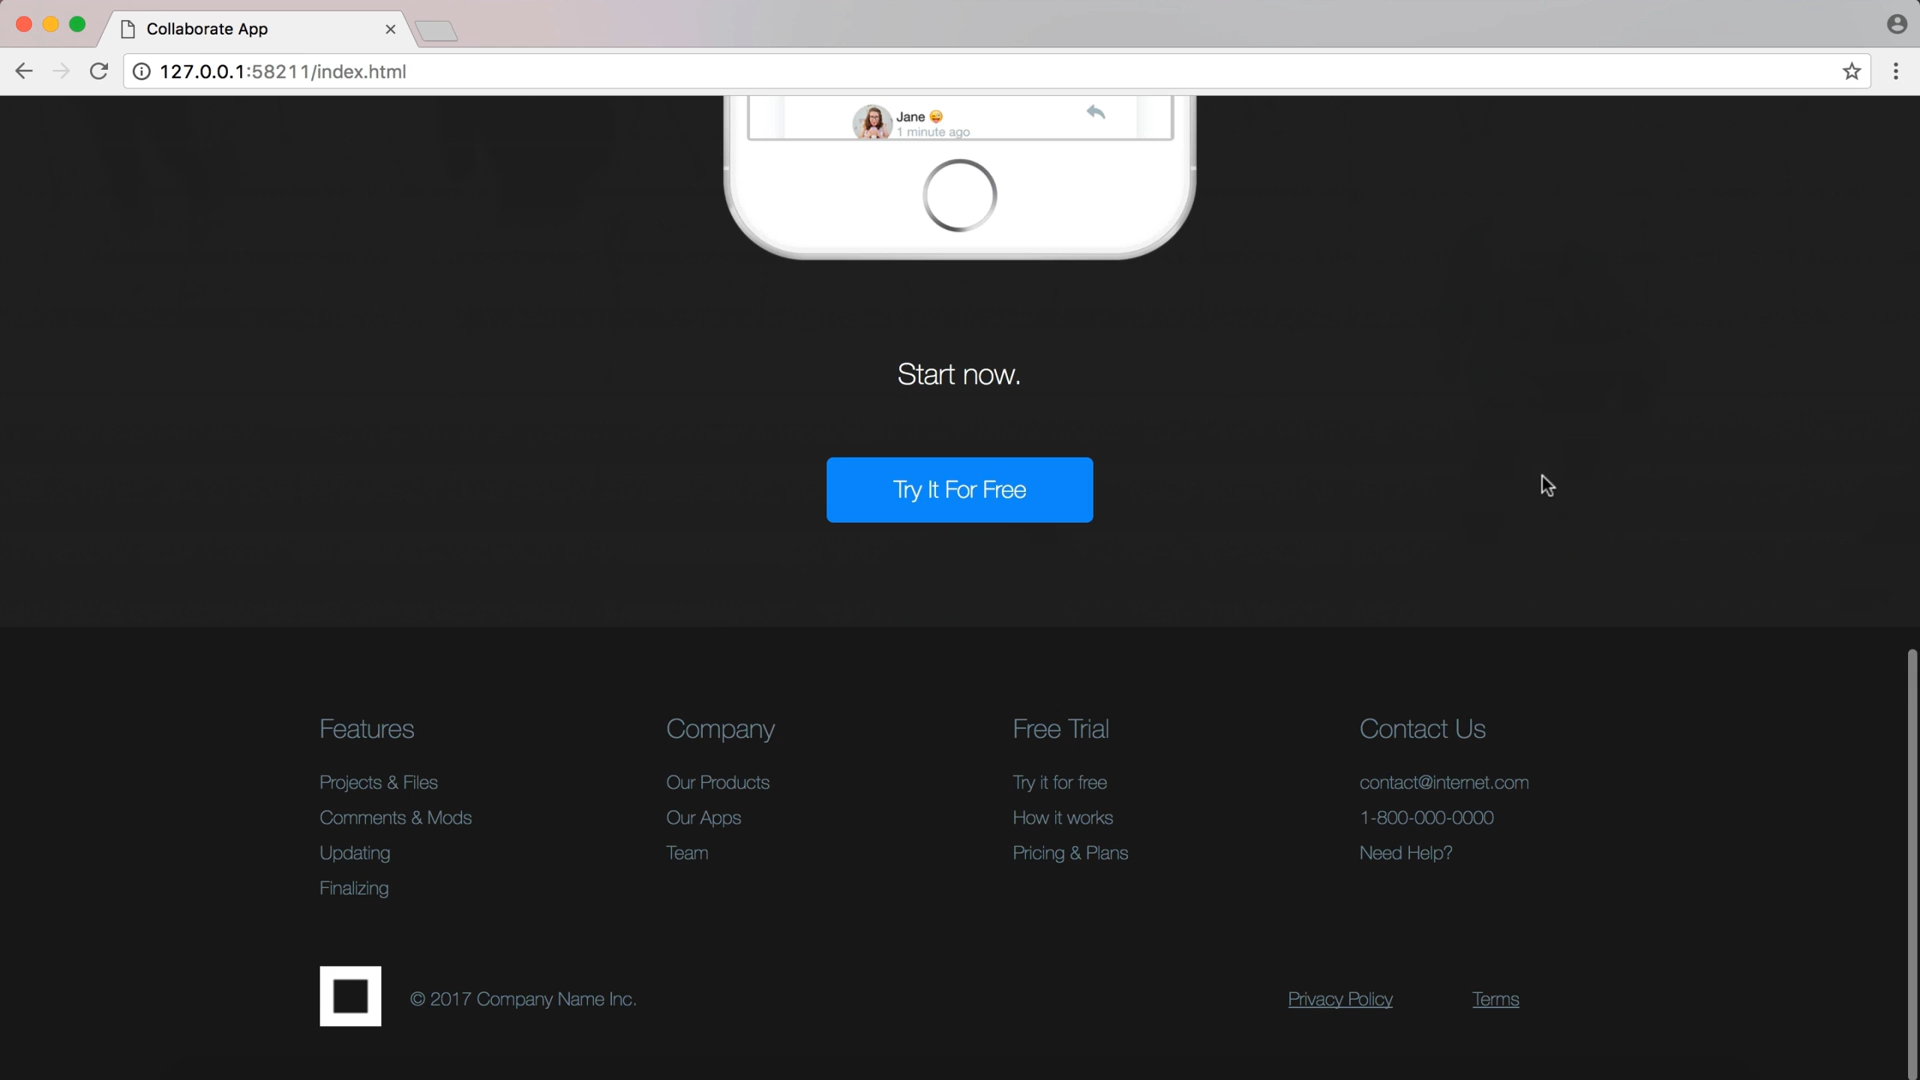 Collaborate App
127.0.0.1:58211/index.html
Jane 😜
1 minute ago
Start now.
Try It For Free
Features
Projects & Files
Comments & Mods
Updating
Finalizing
Company
Our Products
Our Apps
Team
Free Trial
Try it for free
How it works
Pricing & Plans
Contact Us
contact@internet.com
1-800-000-0000
Need Help?
© 2017 Company Name Inc.
Privacy Policy
Terms